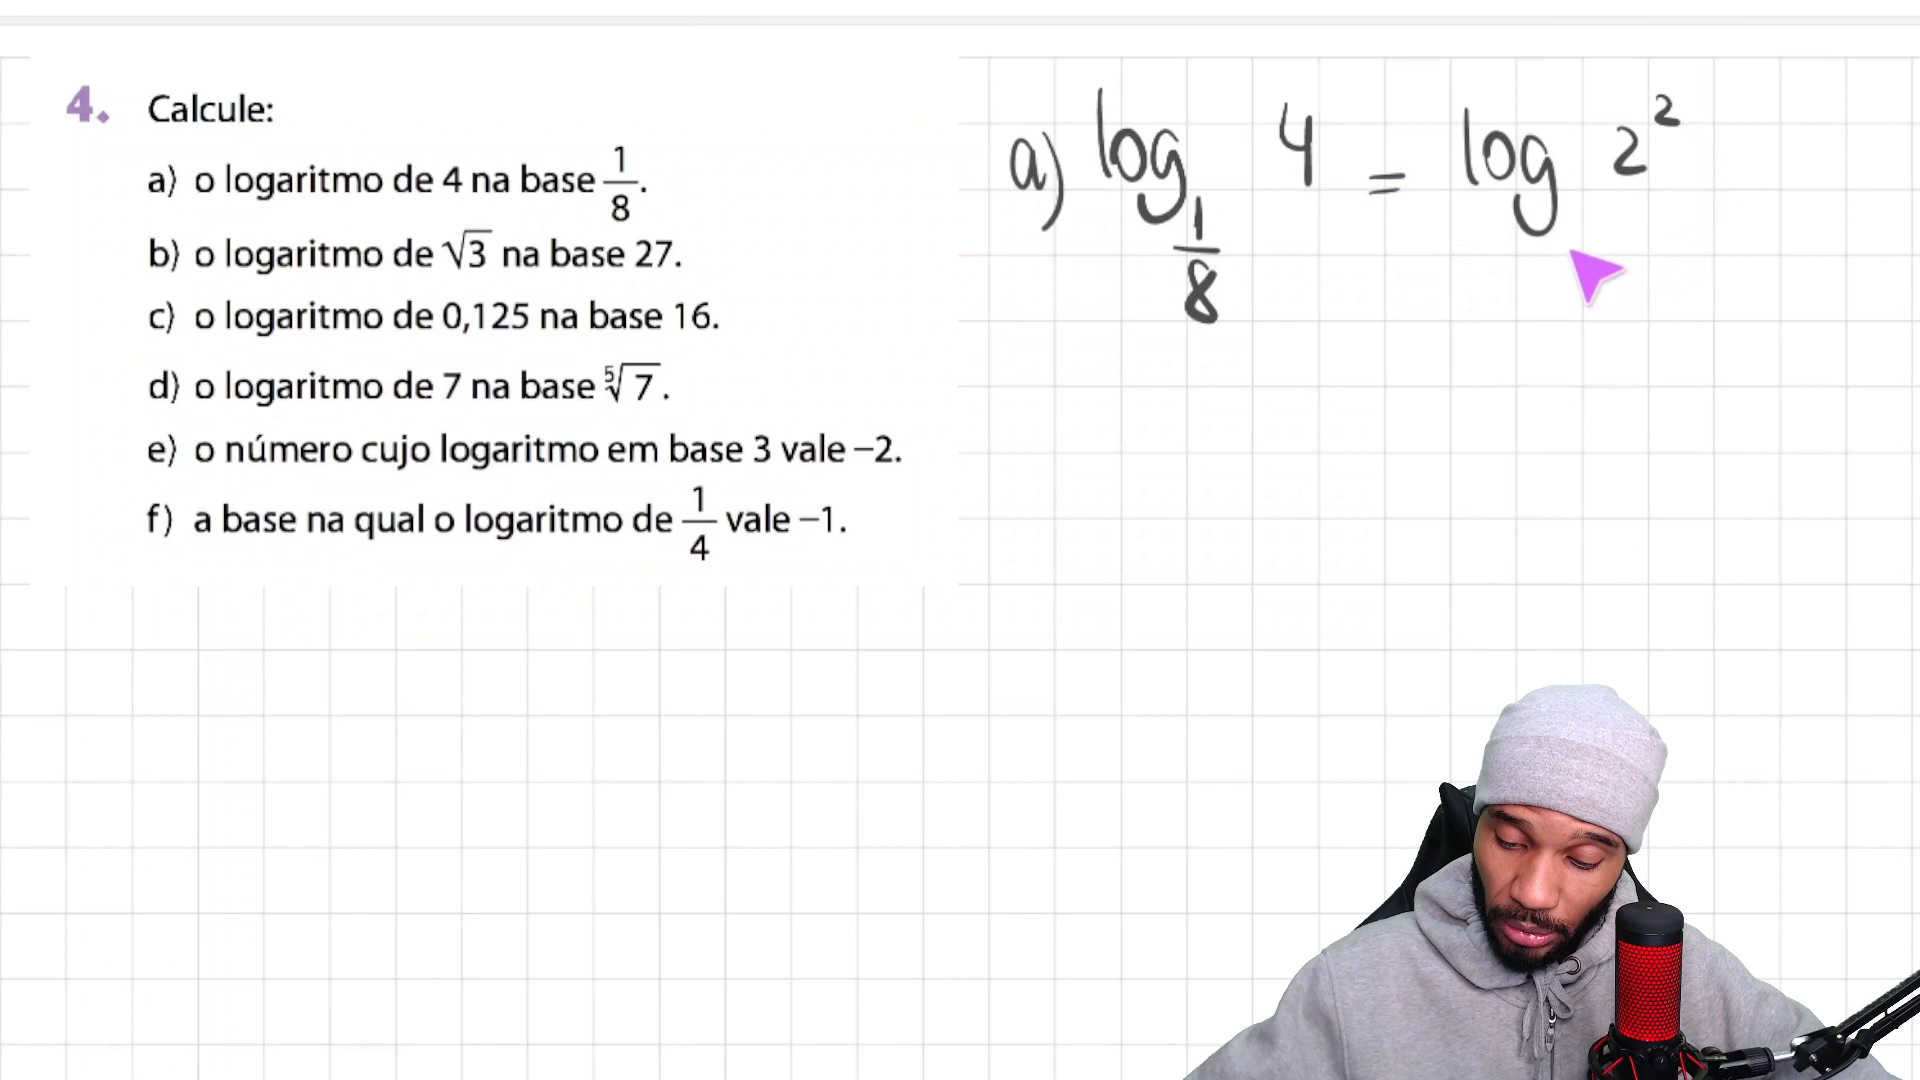 4. Calcule:
a) o logaritmo de 4 na base 1/8.
b) o logaritmo de √3 na base 27.
c) o logaritmo de 0,125 na base 16.
d) o logaritmo de 7 na base ⁵√7.
e) o número cujo logaritmo em base 3 vale −2.
f) a base na qual o logaritmo de 1/4 vale −1.
a) log_{1/8} 4 = log 2²